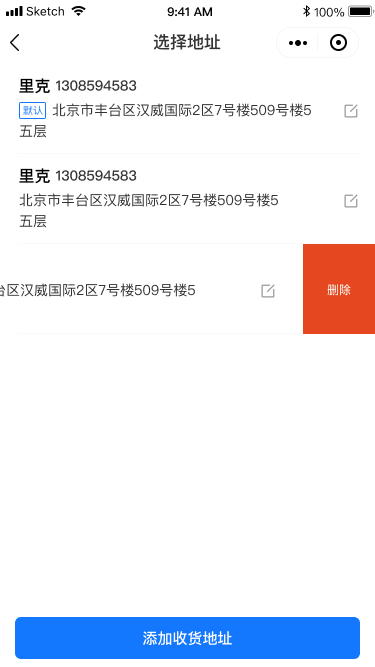 Sketch 9:41 AM 100%
选择地址
里克 1308594583
默认 北京市丰台区汉威国际2区7号楼509号楼5
五层
里克 1308594583
北京市丰台区汉威国际2区7号楼509号楼5
五层
台区汉威国际2区7号楼509号楼5
删除
添加收货地址